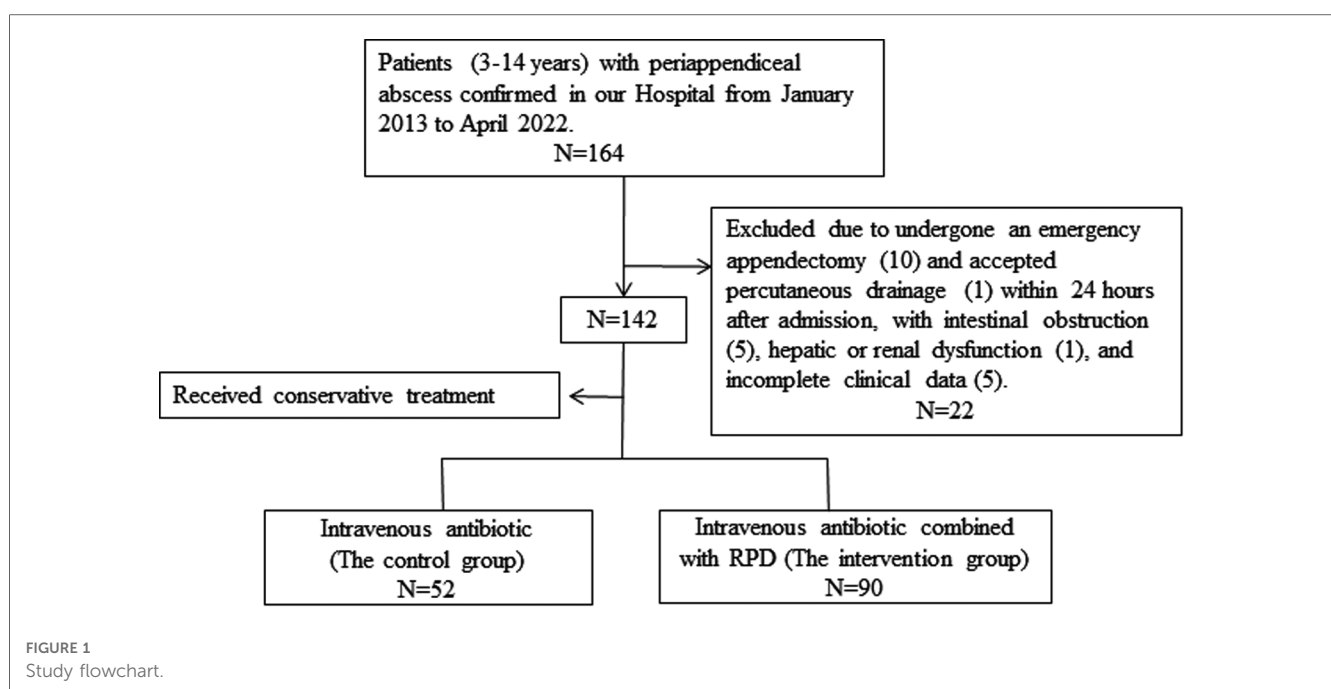 Patients (3-14 years) with periappendiceal
abscess confirmed in our Hospital from January
2013 to April 2022.
N=164
Excluded due to undergone an emergency
appendectomy (10) and accepted
percutaneous drainage (1) within 24 hours
after admission, with intestinal obstruction
(5), hepatic or renal dysfunction (1), and
incomplete clinical data (5).
N=22
N=142
Received conservative treatment
Intravenous antibiotic
(The control group)
N=52
Intravenous antibiotic combined
with RPD (The intervention group)
N=90
FIGURE 1
Study flowchart.